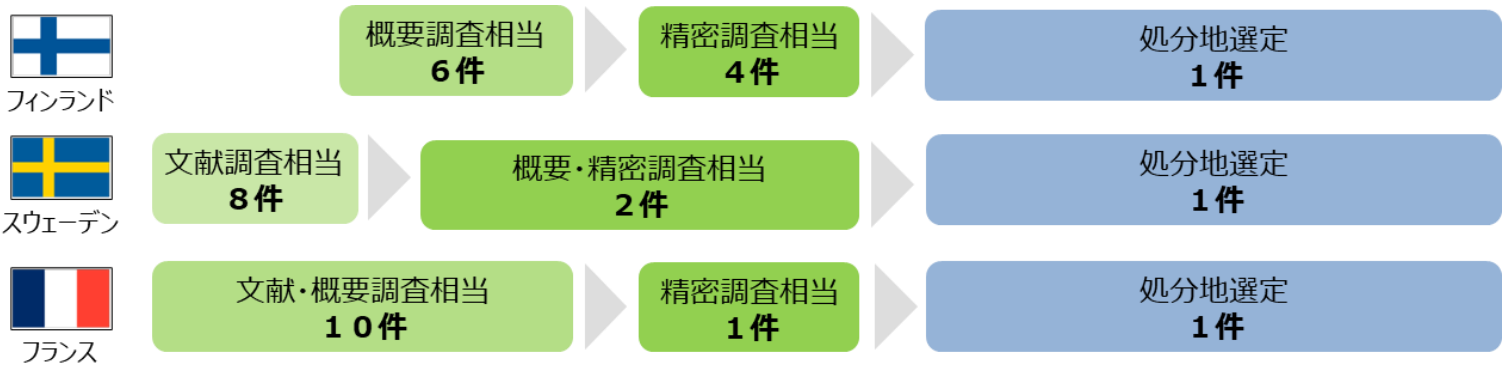 概要調査相当
６件
精密調査相当
４件
処分地選定
１件
フィンランド
文献調査相当
８件
概要・精密調査相当
２件
処分地選定
１件
スウェーデン
文献・概要調査相当
１０件
精密調査相当
１件
処分地選定
１件
フランス